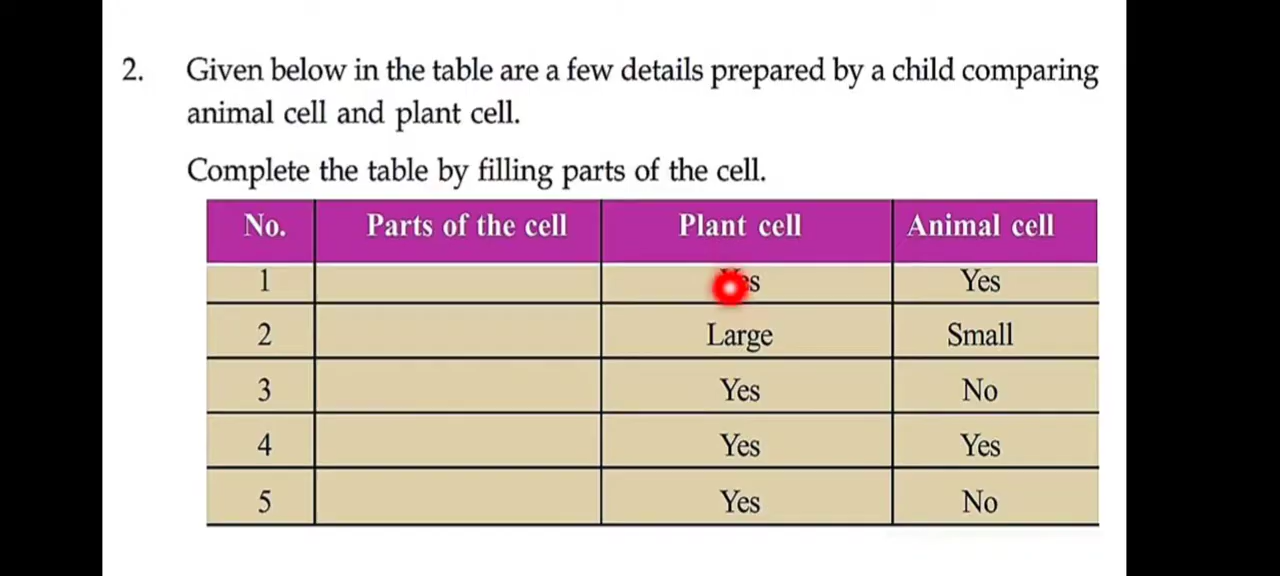 2. Given below in the table are a few details prepared by a child comparing
animal cell and plant cell.
Complete the table by filling parts of the cell.
No. Parts of the cell Plant cell Animal cell
1 Yes Yes
2 Large Small
3 Yes No
4 Yes Yes
5 Yes No